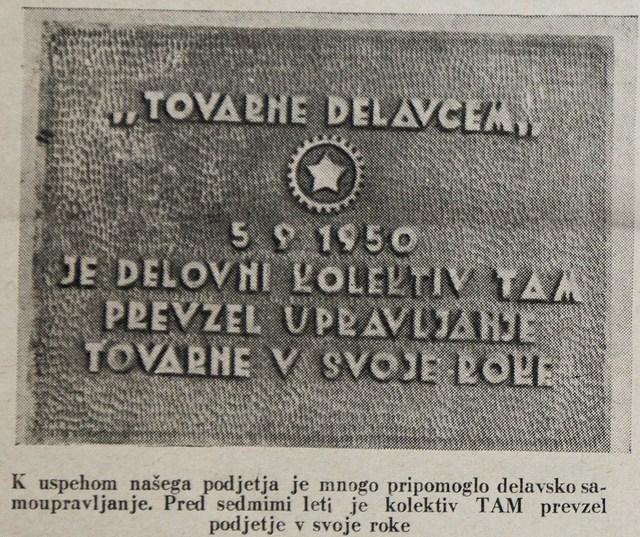 „TOVARNE DELAVCEM„
5 9 1950
JE DELOVNI KOLEKTIV TAM
PREVZEL UPRAVLJANJE
TOVARNE V SVOJE ROKE
K uspehom našega podjetja je mnogo pripomoglo delavsko sa-
moupravljanje. Pred sedmimi leti je kolektiv TAM prevzel
podjetje v svoje roke